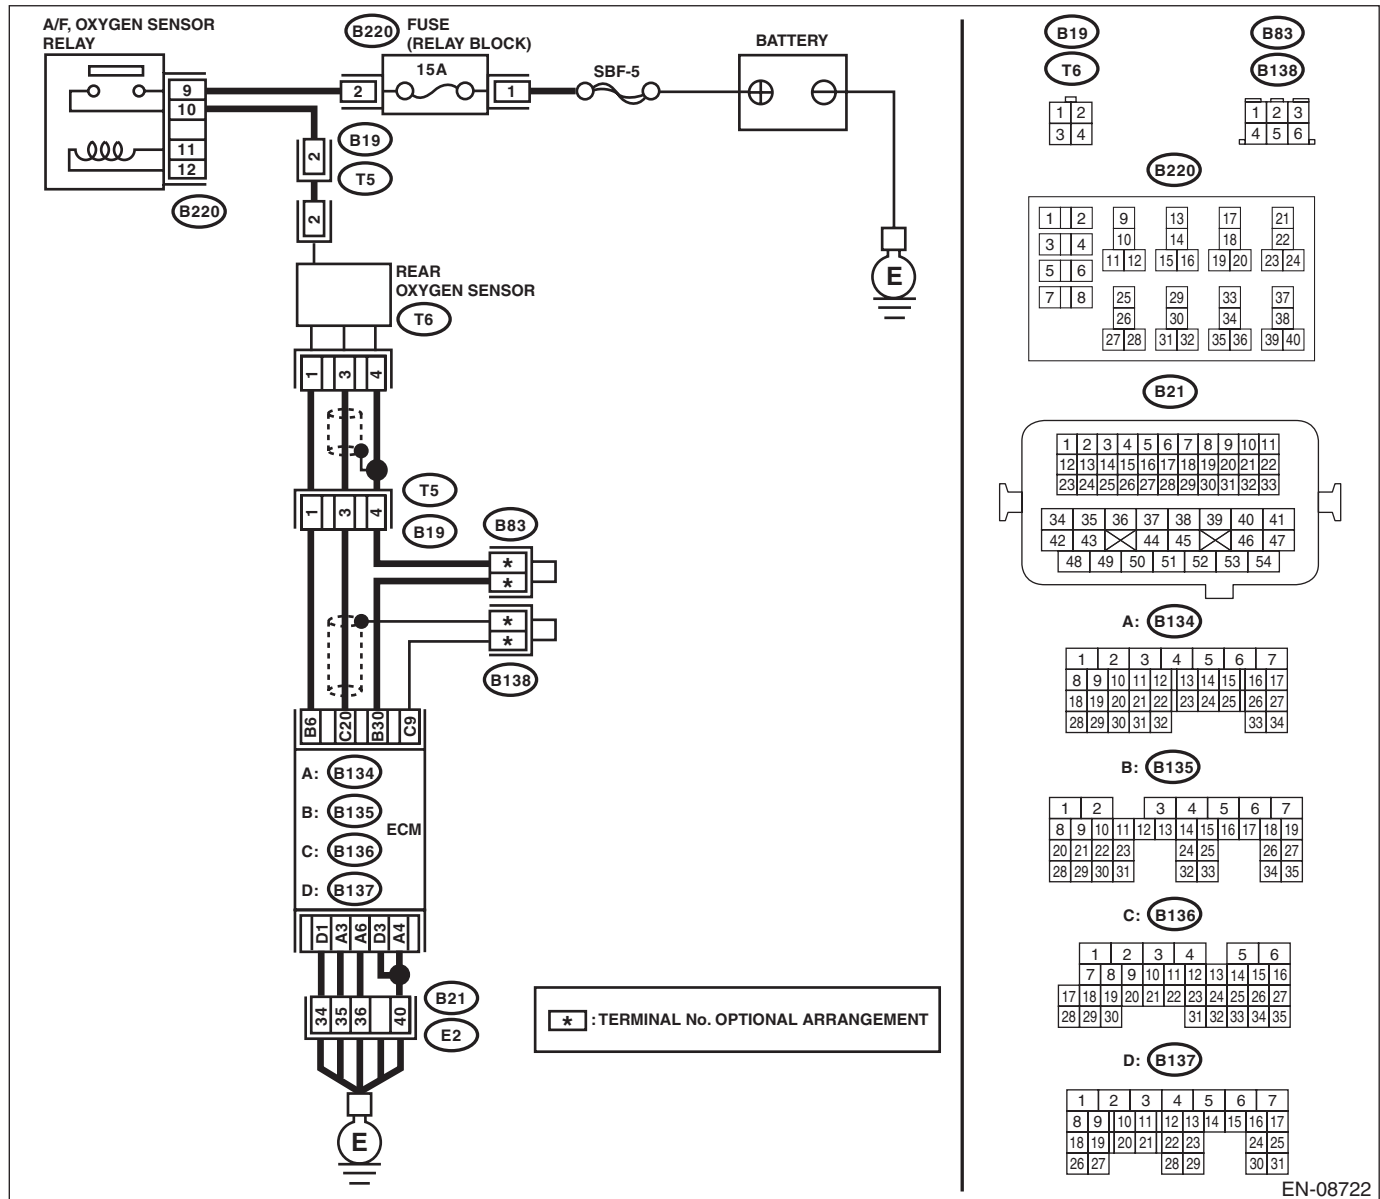 A/F, OXYGEN SENSOR
RELAY
B220
FUSE
(RELAY BLOCK)
15A
SBF-5
BATTERY
9
10
11
12
2
1
B220
2
B19
T5
2
REAR
OXYGEN SENSOR
T6
E
1 3 4
T5
1 3 4
B19
B83
*
*
*
*
B138
B6 C20 B30 C9
A: B134
B: B135
ECM
C: B136
D: B137
D1 A3 A6 D3 A4
34 35 36 40
B21
E2
E
* : TERMINAL No. OPTIONAL ARRANGEMENT
B19 B83
T6 B138
1 2
3 4
1 2 3
4 5 6
B220
1 2 9 13 17 21
3 4 10 14 18 22
11 12 15 16 19 20 23 24
5 6
7 8 25 29 33 37
26 30 34 38
27 28 31 32 35 36 39 40
B21
1 2 3 4 5 6 7 8 9 10 11
12 13 14 15 16 17 18 19 20 21 22
23 24 25 26 27 28 29 30 31 32 33
34 35 36 37 38 39 40 41
42 43 44 45 46 47
48 49 50 51 52 53 54
A: B134
1 2 3 4 5 6 7
8 9 10 11 12 13 14 15 16 17
18 19 20 21 22 23 24 25 26 27
28 29 30 31 32 33 34
B: B135
1 2 3 4 5 6 7
8 9 10 11 12 13 14 15 16 17 18 19
20 21 22 23 24 25 26 27
28 29 30 31 32 33 34 35
C: B136
1 2 3 4 5 6
7 8 9 10 11 12 13 14 15 16
17 18 19 20 21 22 23 24 25 26 27
28 29 30 31 32 33 34 35
D: B137
1 2 3 4 5 6 7
8 9 10 11 12 13 14 15 16 17
18 19 20 21 22 23 24 25
26 27 28 29 30 31
EN-08722